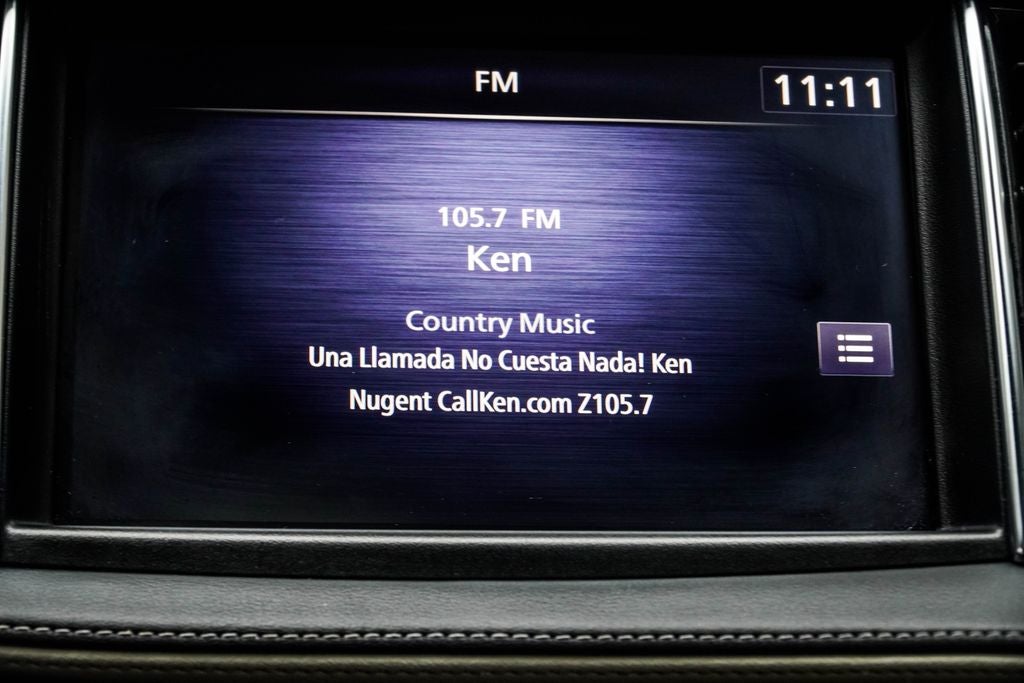 FM
11:11
105.7 FM
Ken
Country Music
Una Llamada No Cuesta Nada! Ken
Nugent CallKen.com Z105.7